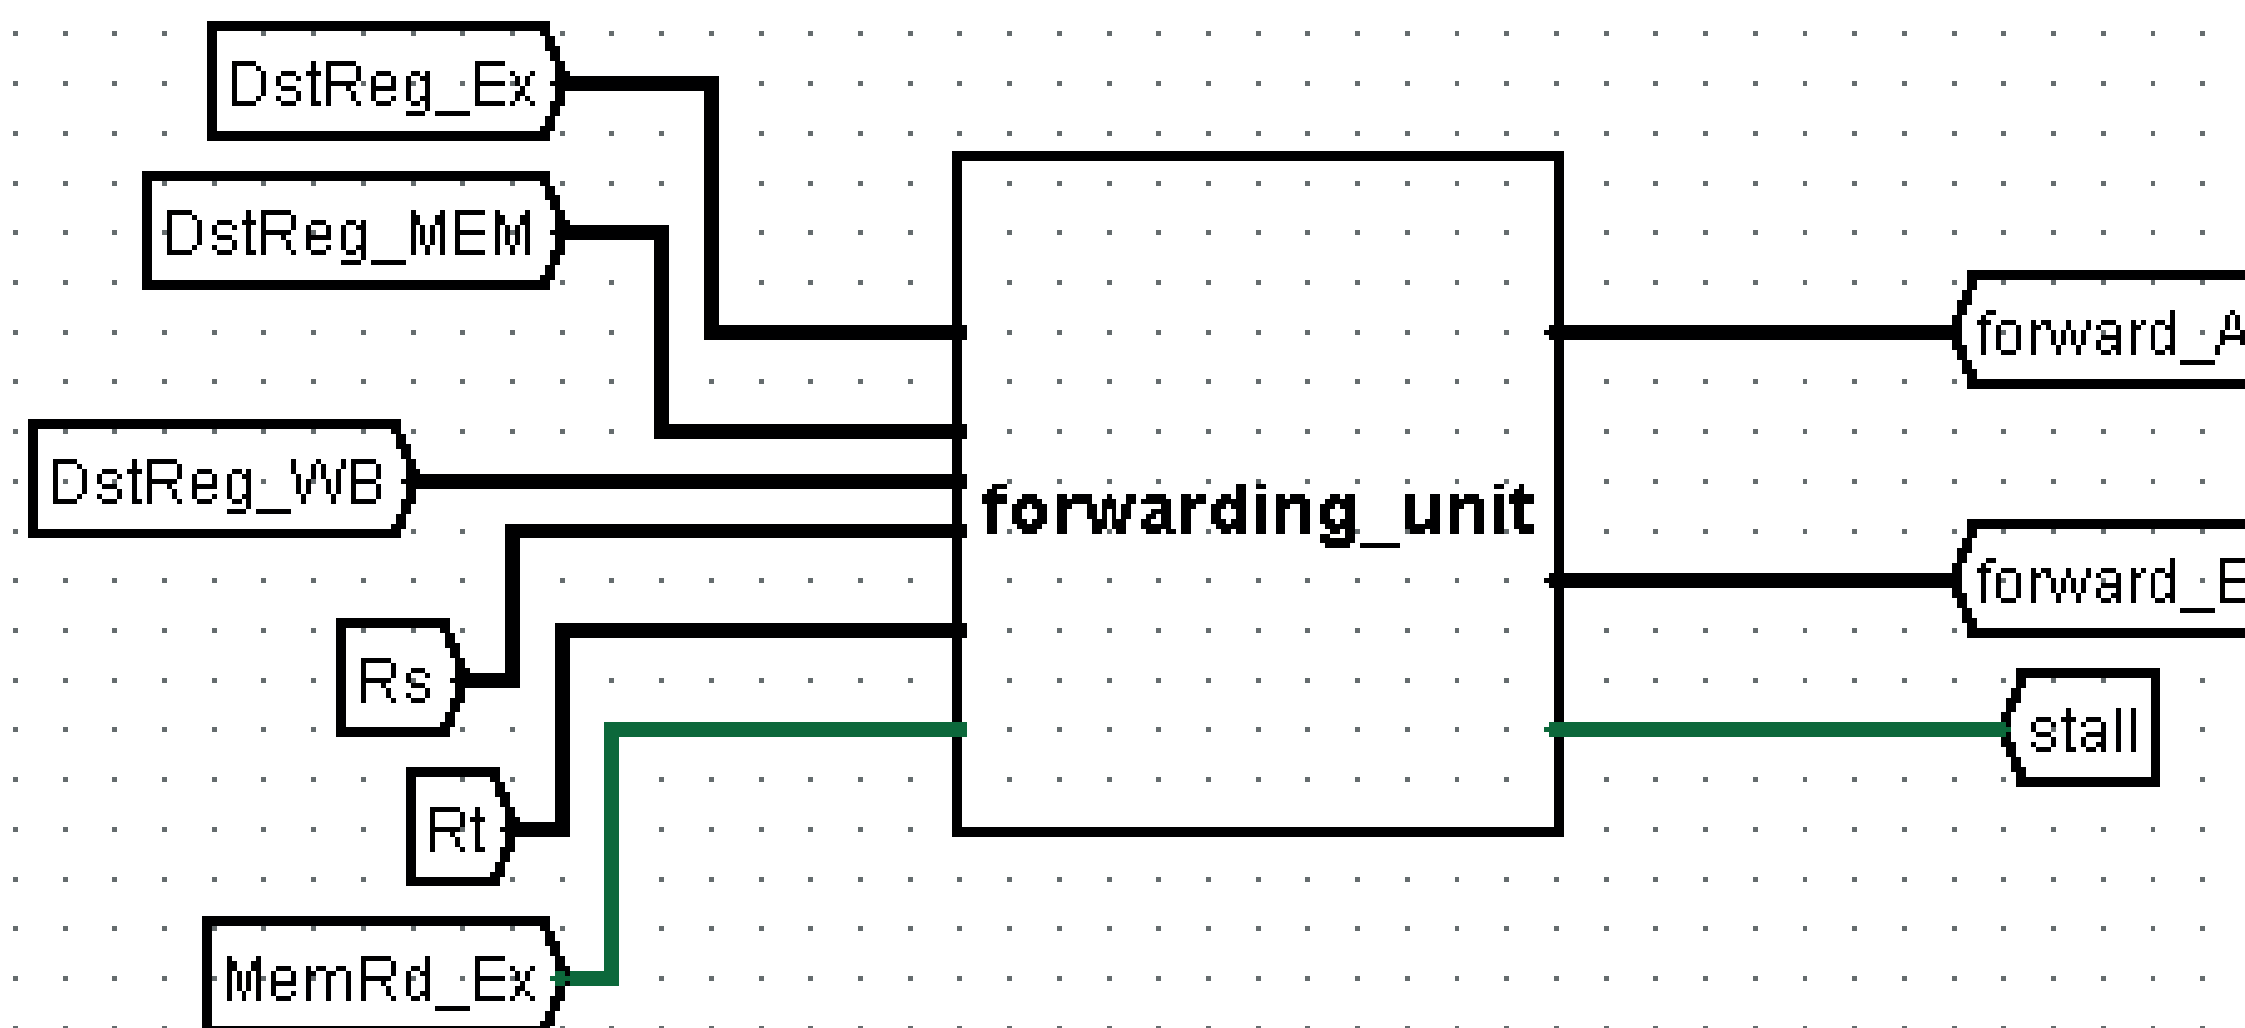 DstReg_Ex
DstReg_MEM
forward_A
DstReg_WB
forwarding_unit
Rs
stall
Rt
MemRd_Ex